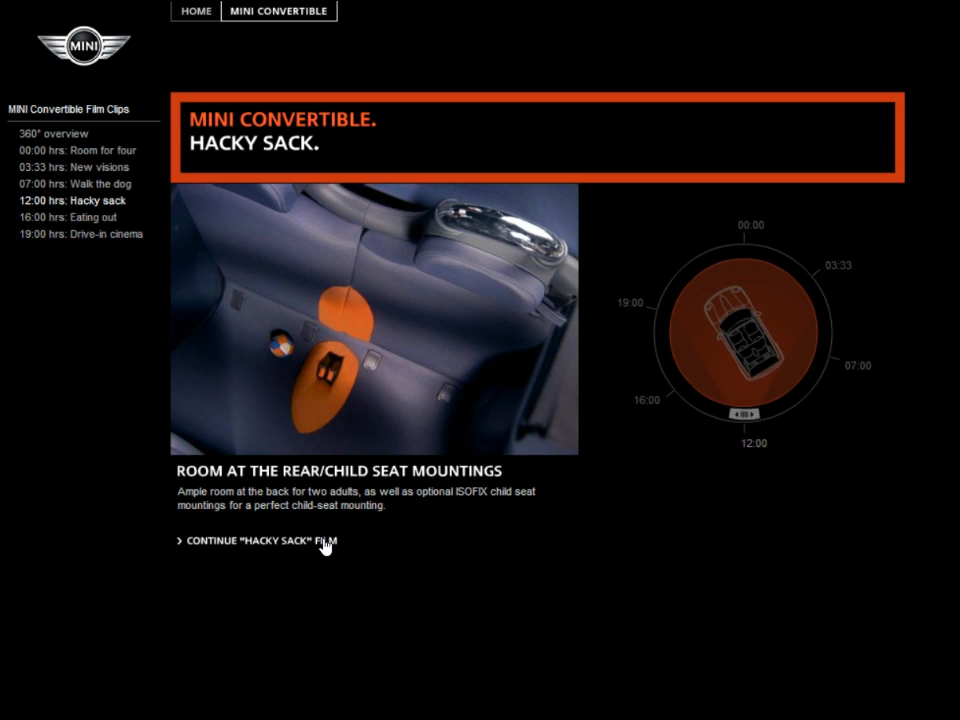 HOME
MINI CONVERTIBLE
MINI
MINI Convertible Film Clips
360° overview
00:00 hrs: Room for four
03:33 hrs: New visions
07:00 hrs: Walk the dog
12:00 hrs: Hacky sack
16:00 hrs: Eating out
19:00 hrs: Drive-in cinema
MINI CONVERTIBLE.
HACKY SACK.
00:00
03:33
19:00
07:00
16:00
12:00
ROOM AT THE REAR/CHILD SEAT MOUNTINGS
Ample room at the back for two adults, as well as optional ISOFIX child seat
mountings for a perfect child-seat mounting.
> CONTINUE "HACKY SACK" FILM